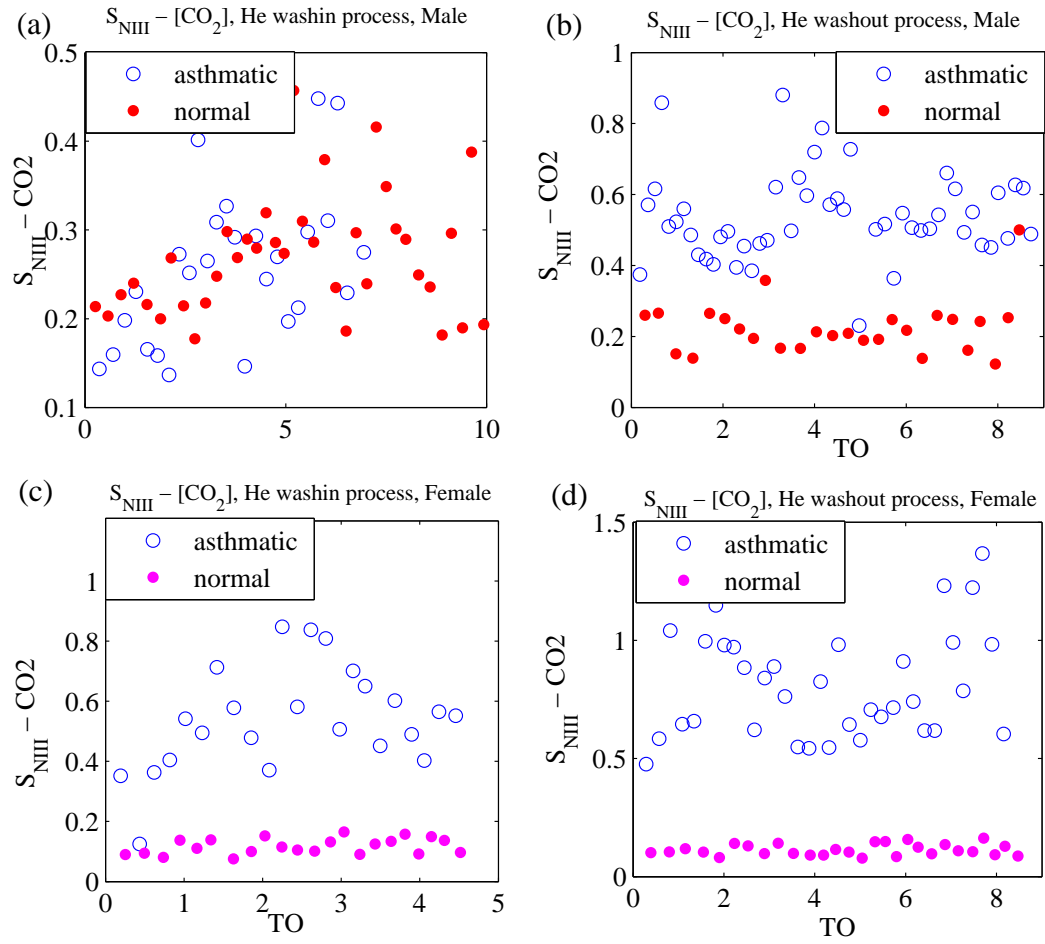 (a)
S_NIII – [CO_2], He washin process, Male
0.5
0.4
0.3
0.2
0.1
S_NIII – CO2
asthmatic
normal
0 5 10
(b)
S_NIII – [CO_2], He washout process, Male
1
0.8
0.6
0.4
0.2
0
S_NIII – CO2
asthmatic
normal
0 2 4 6 8
TO
(c)
S_NIII – [CO_2], He washin process, Female
1
0.8
0.6
0.4
0.2
0
S_NIII – CO2
asthmatic
normal
0 1 2 3 4 5
TO
(d)
S_NIII – [CO_2], He washout process, Female
1.5
1
0.5
0
S_NIII – CO2
asthmatic
normal
0 2 4 6 8
TO